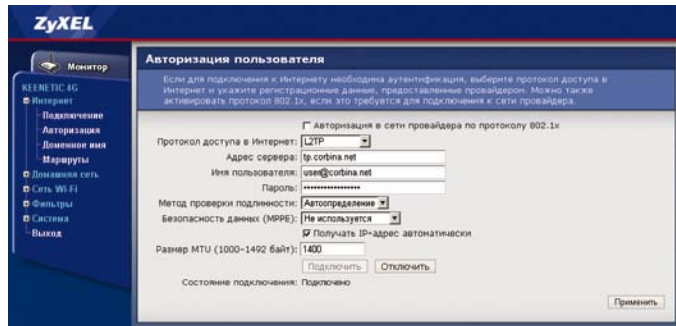 ZyXEL
Монитор
KEENETIC 4G
Интернет
Подключение
Авторизация
Доменное имя
Маршруты
Домашняя сеть
Сеть Wi-Fi
Фильтры
Система
Выход
Авторизация пользователя
Если для подключения к Интернету необходима аутентификация, выберите протокол доступа в
Интернет и укажите регистрационные данные, предоставленные провайдером. Можно также
активировать протокол 802.1x, если это требуется для подключения к сети провайдера.
Авторизация в сети провайдера по протоколу 802.1x
Протокол доступа в Интернет: L2TP
Адрес сервера: tp.corbina.net
Имя пользователя: user@corbina.net
Пароль: ••••••••••••••••
Метод проверки подлинности: Автоопределение
Безопасность данных (MPPE): Не используется
Получать IP-адрес автоматически
Размер MTU (1000-1492 байт): 1400
Подключить Отключить
Состояние подключения: Подключено
Применить